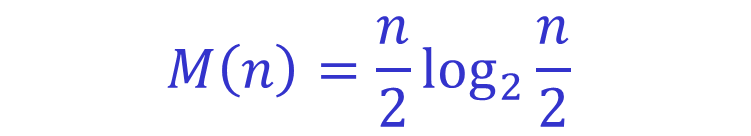 M(n) = n/2 log₂ n/2